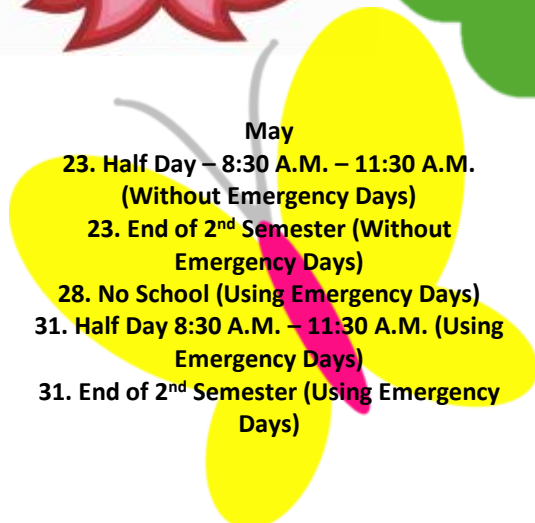 May
23. Half Day – 8:30 A.M. – 11:30 A.M.
(Without Emergency Days)
23. End of 2nd Semester (Without
Emergency Days)
28. No School (Using Emergency Days)
31. Half Day 8:30 A.M. – 11:30 A.M. (Using
Emergency Days)
31. End of 2nd Semester (Using Emergency
Days)